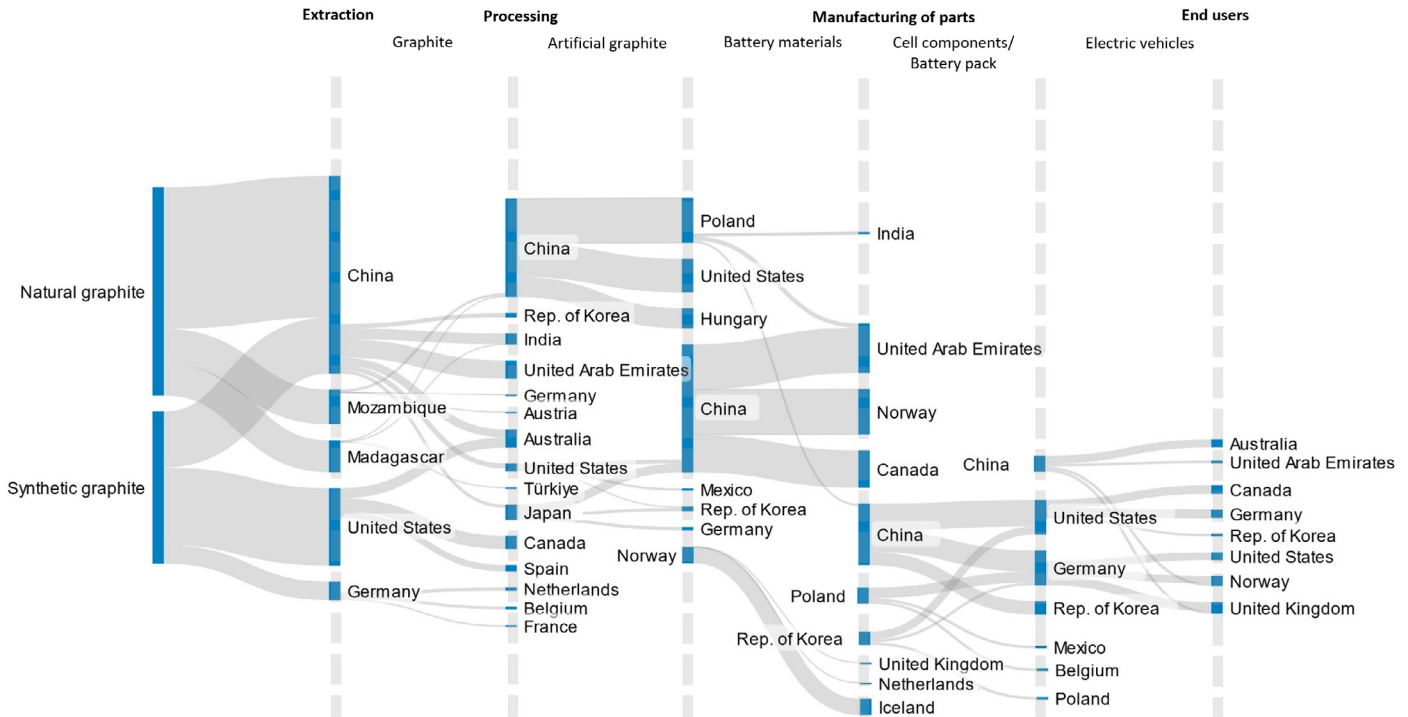 Extraction
Processing
Manufacturing of parts
End users
Graphite
Artificial graphite
Battery materials
Cell components/
Battery pack
Electric vehicles
Natural graphite
Synthetic graphite
China
Mozambique
Madagascar
United States
Germany
China
Rep. of Korea
India
United Arab Emirates
Germany
Austria
Australia
United States
Türkiye
Japan
Canada
Spain
Netherlands
Belgium
France
Poland
United States
Hungary
China
Mexico
Rep. of Korea
Germany
Norway
India
United Arab Emirates
Norway
Canada
China
Poland
Rep. of Korea
United Kingdom
Netherlands
Iceland
China
United States
Germany
Rep. of Korea
Mexico
Belgium
Poland
Australia
United Arab Emirates
Canada
Germany
Rep. of Korea
United States
Norway
United Kingdom